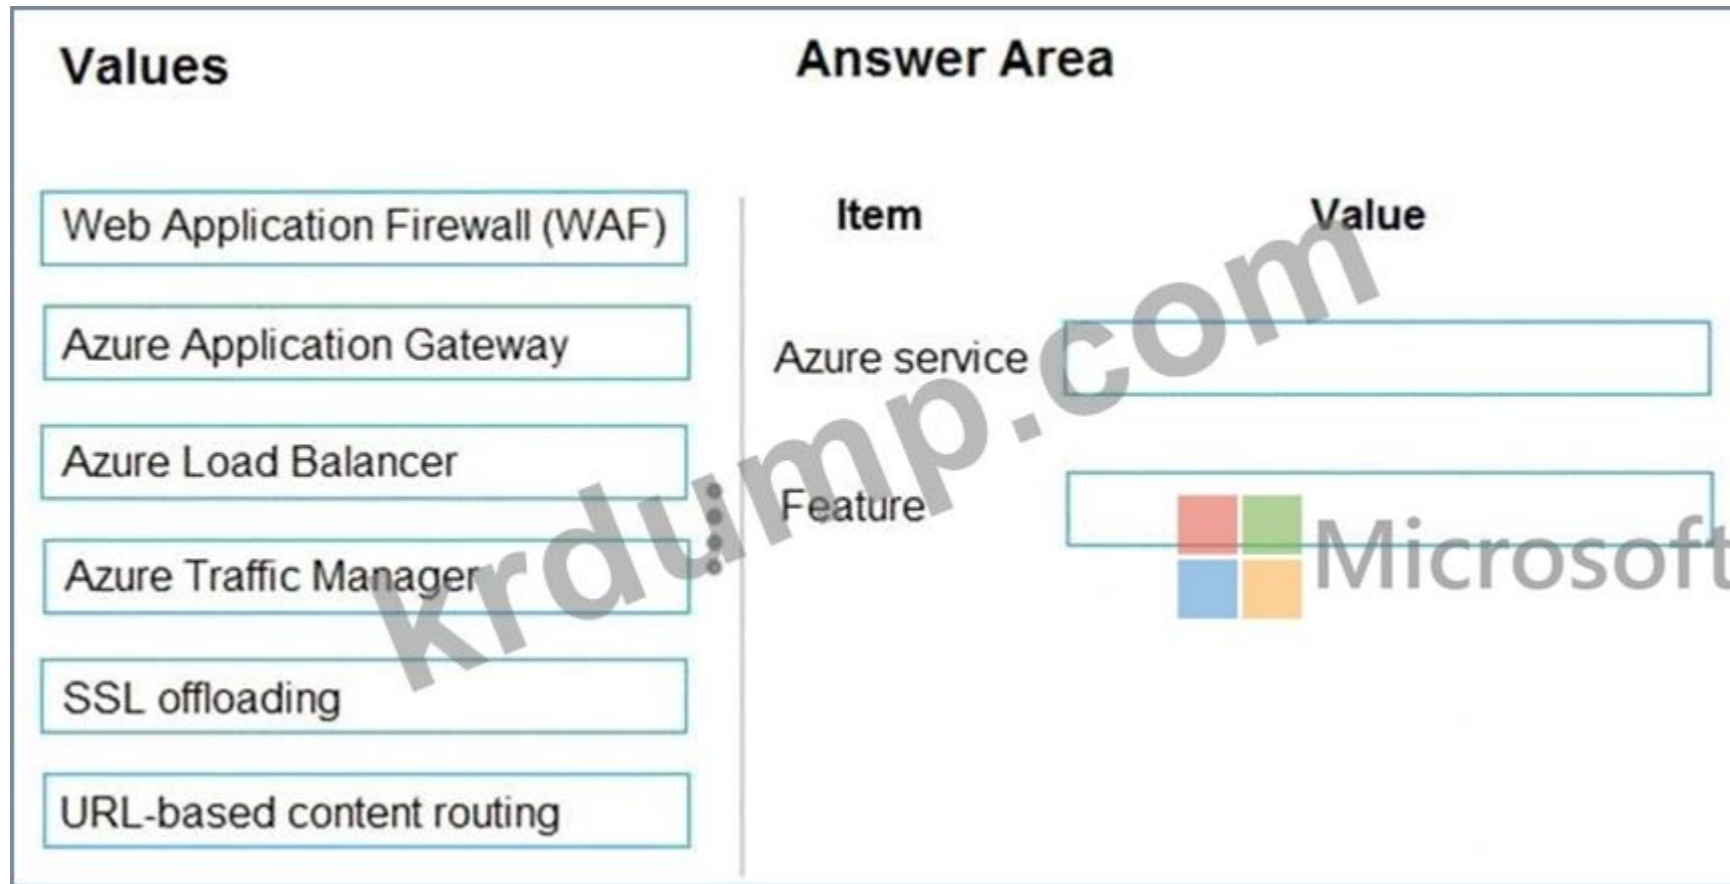 Values
Answer Area
Web Application Firewall (WAF)
Azure Application Gateway
Azure Load Balancer
Azure Traffic Manager
SSL offloading
URL-based content routing
Item
Value
Azure service
Feature
krdump.com
Microsoft